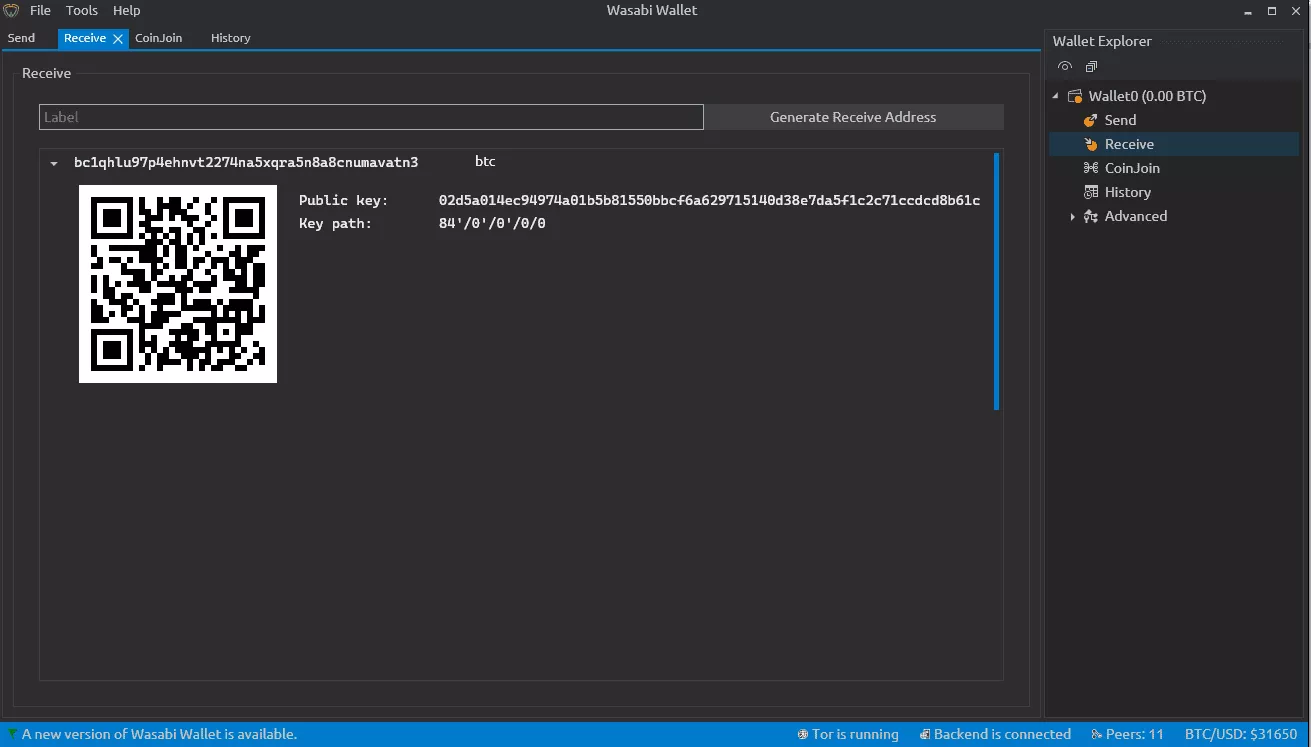 File Tools Help
Wasabi Wallet
Send Receive CoinJoin History
Wallet Explorer
Receive
Label
Generate Receive Address
bc1qhlu97p4ehnvt2274na5xqra5n8a8cnumavatn3 btc
Public key: 02d5a014ec94974a01b5b81550bbcf6a629715140d38e7da5f1c2c71ccdcd8b61c
Key path: 84'/0'/0'/0/0
Wallet0 (0.00 BTC)
Send
Receive
CoinJoin
History
Advanced
A new version of Wasabi Wallet is available.
Tor is running
Backend is connected
Peers: 11
BTC/USD: $31650